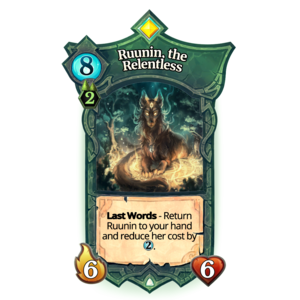 Ruunin, the
Relentless
8
2
Last Words - Return
Ruunin to your hand
and reduce her cost by
2.
6
6